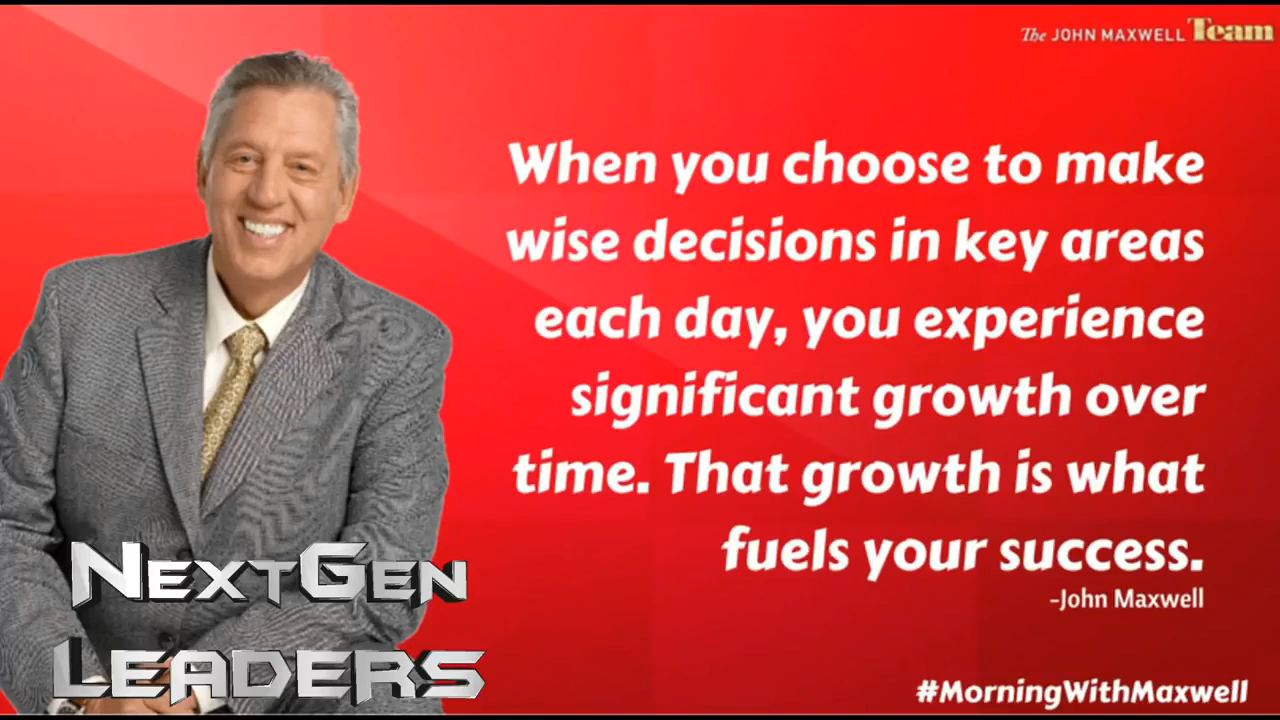 The JOHN MAXWELL Team
When you choose to make
wise decisions in key areas
each day, you experience
significant growth over
time. That growth is what
fuels your success.
-John Maxwell
NextGen
Leaders
#MorningWithMaxwell